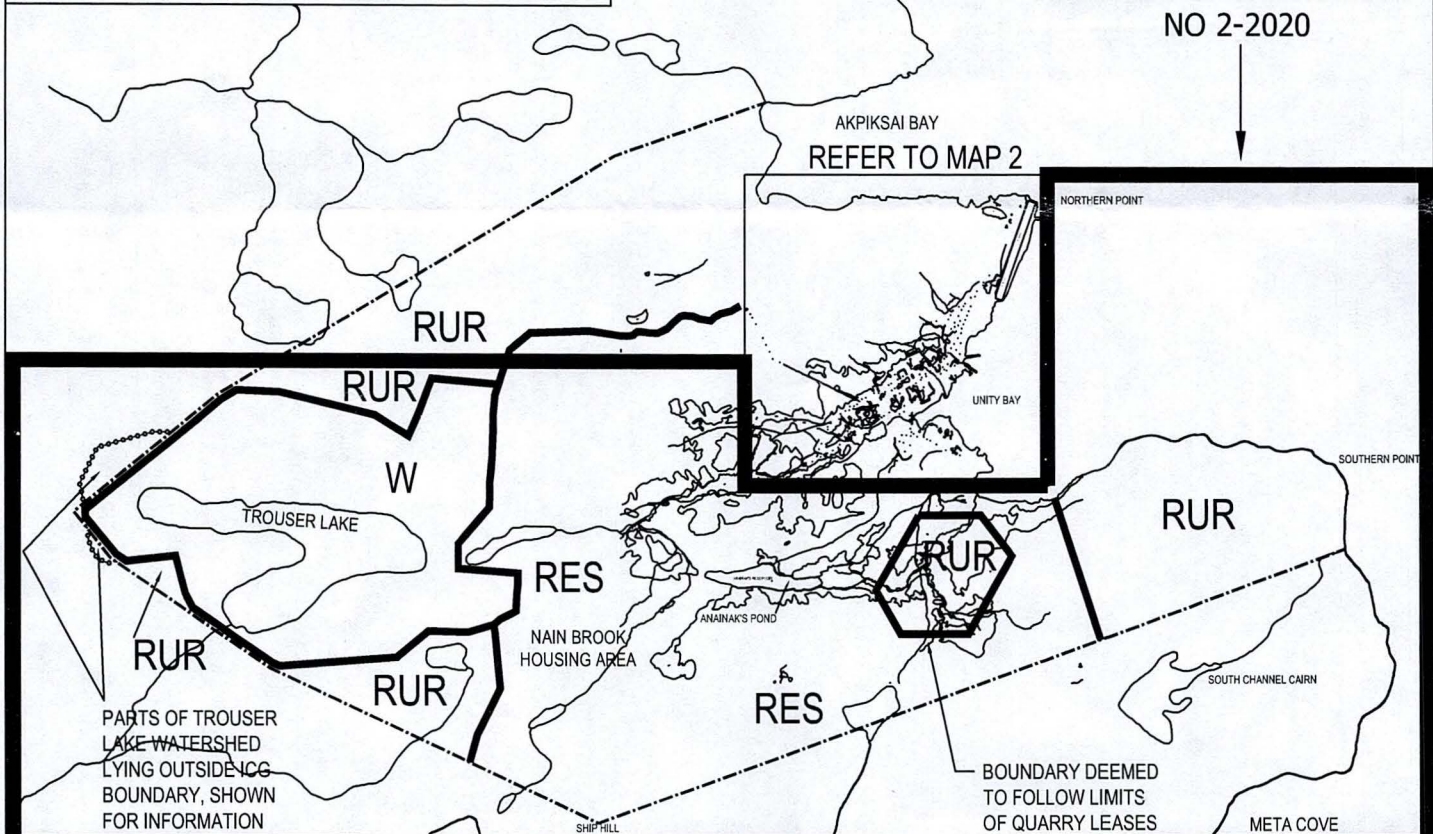 NO 2-2020
AKPIKSAI BAY
REFER TO MAP 2
NORTHERN POINT
RUR
RUR
UNITY BAY
W
SOUTHERN POINT
TROUSER LAKE
RUR
RUR
RES
ANAINAK'S POND
NAIN BROOK
HOUSING AREA
RUR
RUR
SOUTH CHANNEL CAIRN
RES
PARTS OF TROUSER
LAKE WATERSHED
LYING OUTSIDE ICG
BOUNDARY, SHOWN
FOR INFORMATION
BOUNDARY DEEMED
TO FOLLOW LIMITS
OF QUARRY LEASES
SHIP HILL
META COVE